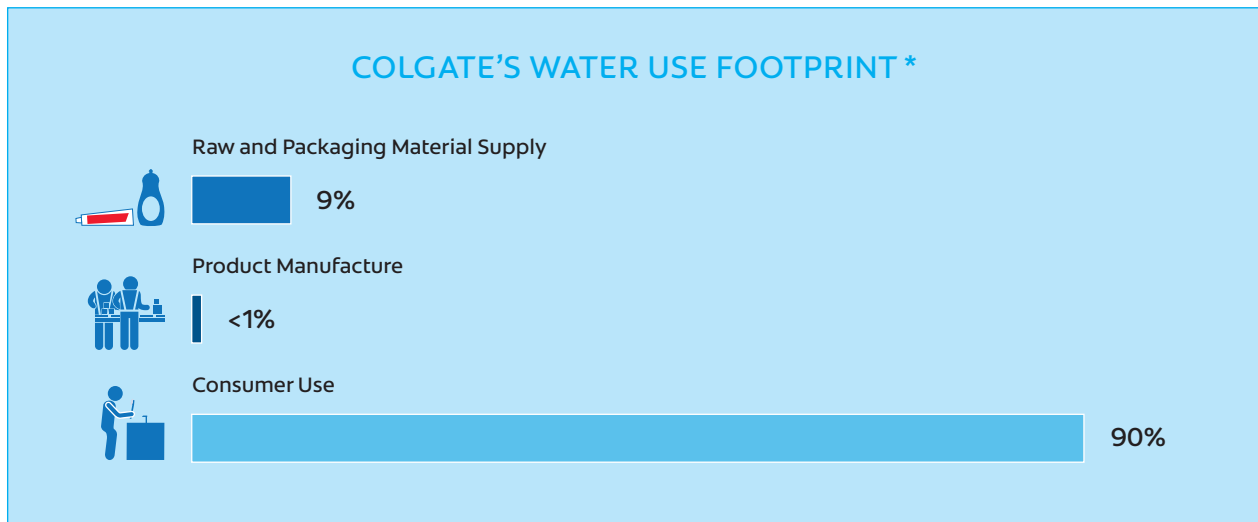 COLGATE’S WATER USE FOOTPRINT *
Raw and Packaging Material Supply
9%
Product Manufacture
<1%
Consumer Use
90%